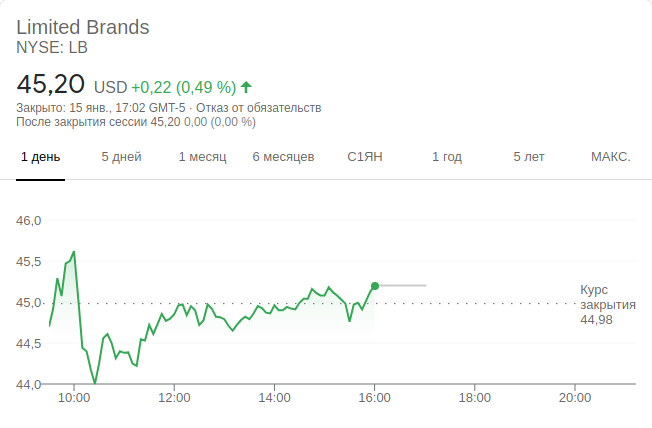 Limited Brands
NYSE: LB
45,20 USD +0,22 (0,49 %)
Закрыто: 15 янв., 17:02 GMT-5 · Отказ от обязательств
После закрытия сессии 45,20 0,00 (0,00 %)
1 день 5 дней 1 месяц 6 месяцев С1ЯН 1 год 5 лет МАКС.
46,0
45,5
45,0
44,5
44,0
Курс
закрытия
44,98
10:00 12:00 14:00 16:00 18:00 20:00